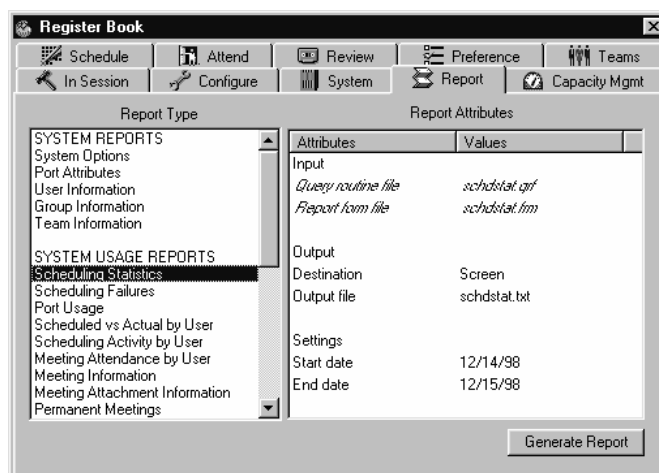 Register Book
Schedule Attend Review Preference Teams
In Session Configure System Report Capacity Mgmt
Report Type
SYSTEM REPORTS
System Options
Port Attributes
User Information
Group Information
Team Information
SYSTEM USAGE REPORTS
Scheduling Statistics
Scheduling Failures
Port Usage
Scheduled vs Actual by User
Scheduling Activity by User
Meeting Attendance by User
Meeting Information
Meeting Attachment Information
Permanent Meetings
Report Attributes
Attributes Values
Input
Query routine file schdstat.qrf
Report form file schdstat.frm
Output
Destination Screen
Output file schdstat.txt
Settings
Start date 12/14/98
End date 12/15/98
Generate Report